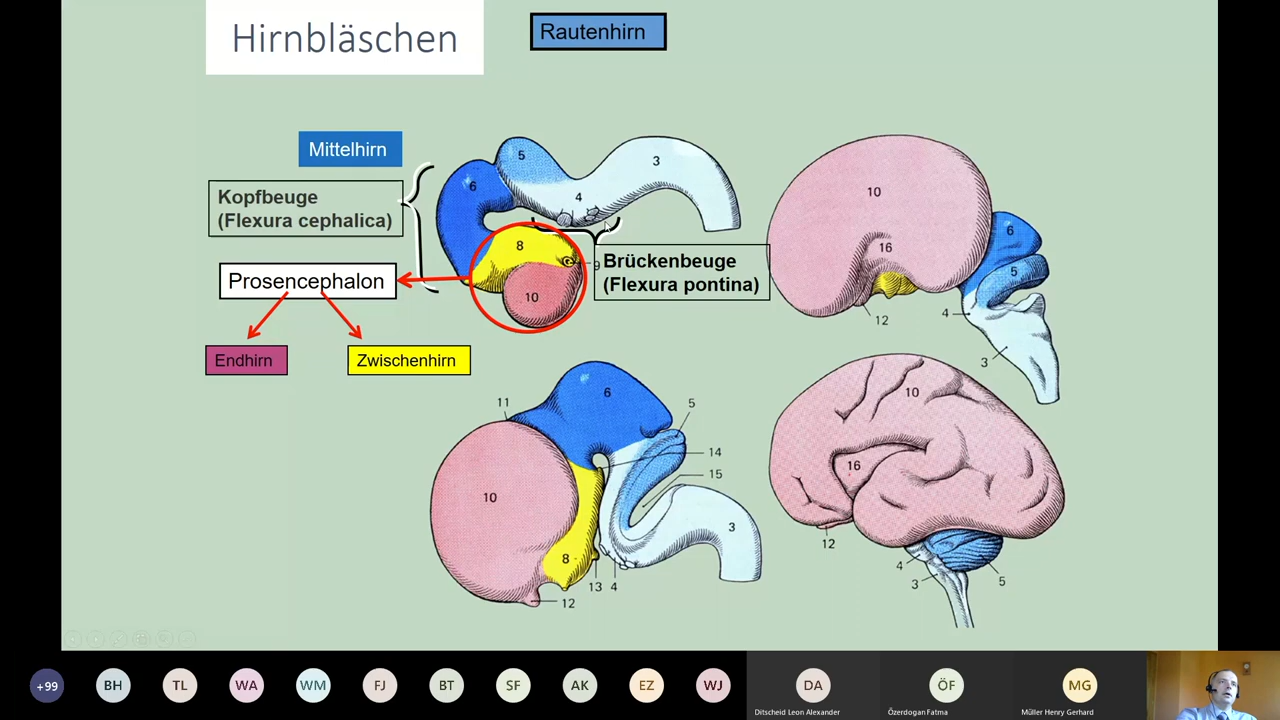 Hirnbläschen
Rautenhirn
Mittelhirn
Kopfbeuge
(Flexura cephalica)
Prosencephalon
Endhirn
Zwischenhirn
Brückenbeuge
(Flexura pontina)
5
3
6
4
8
9
10
10
16
6
5
4
12
3
11
6
5
14
15
10
3
8
13
4
12
10
16
12
4
3
5
+99
BH
TL
WA
WM
FJ
BT
SF
AK
EZ
WJ
DA
ÖF
MG
Ditscheid Leon Alexander
Özerdogan Fatma
Müller Henry Gerhard